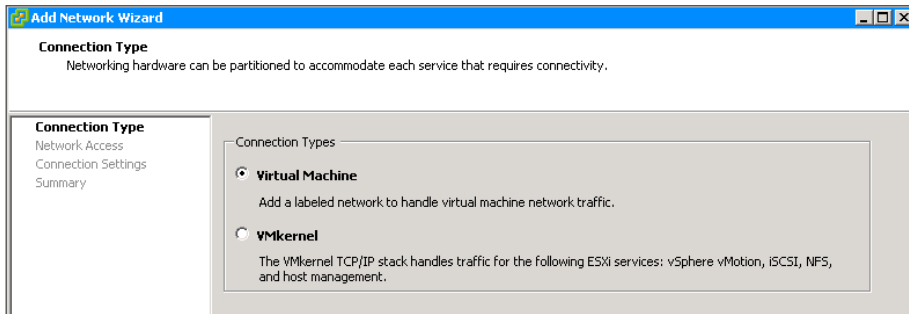 Add Network Wizard
Connection Type
Networking hardware can be partitioned to accommodate each service that requires connectivity.
Connection Type
Network Access
Connection Settings
Summary
Connection Types
Virtual Machine
Add a labeled network to handle virtual machine network traffic.
VMkernel
The VMkernel TCP/IP stack handles traffic for the following ESXi services: vSphere vMotion, iSCSI, NFS,
and host management.